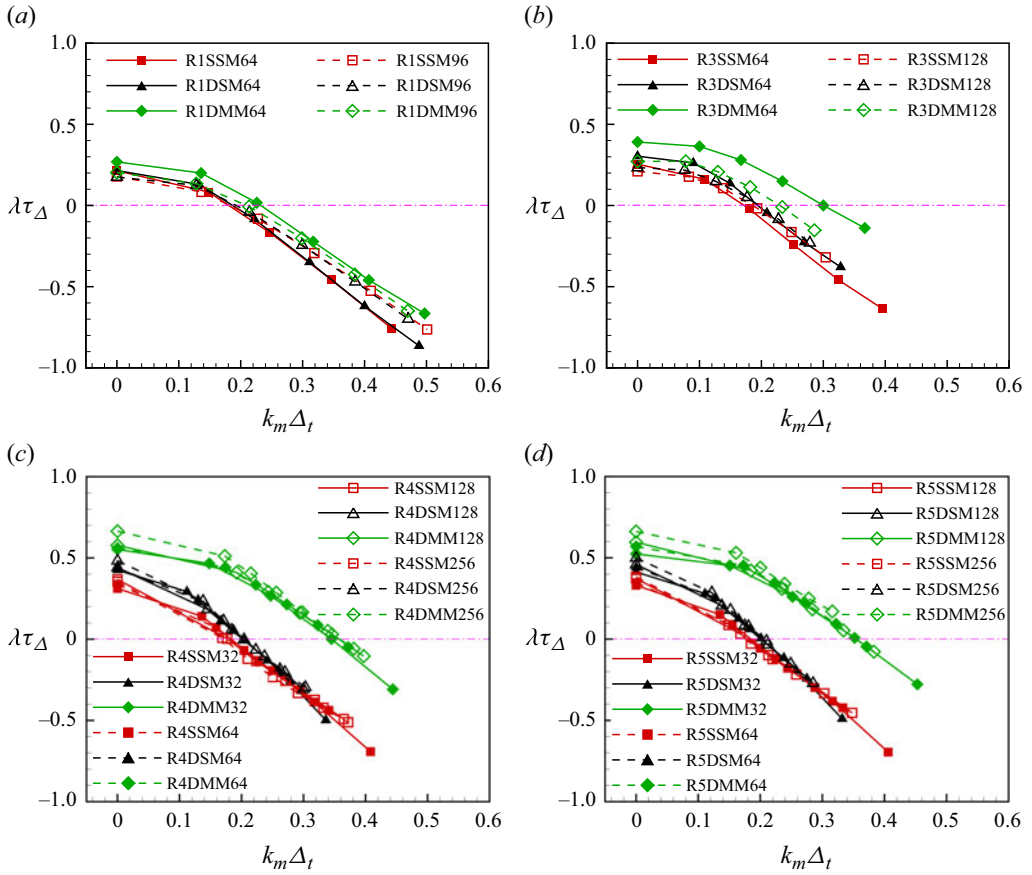 (a)
(b)
1.0
R1SSM64 R1SSM96
R1DSM64 R1DSM96
R1DMM64 R1DMM96
0.5
λτΔ 0
–0.5
–1.0
0 0.1 0.2 0.3 0.4 0.5 0.6
kmΔt
1.0
R3SSM64 R3SSM128
R3DSM64 R3DSM128
R3DMM64 R3DMM128
0.5
λτΔ 0
–0.5
–1.0
0 0.1 0.2 0.3 0.4 0.5 0.6
kmΔt
(c)
(d)
1.0
R4SSM128
R4DSM128
R4DMM128
R4SSM256
R4DSM256
R4DMM256
0.5
λτΔ 0
R4SSM32
R4DSM32
R4DMM32
R4SSM64
R4DSM64
R4DMM64
–0.5
–1.0
0 0.1 0.2 0.3 0.4 0.5 0.6
kmΔt
1.0
R5SSM128
R5DSM128
R5DMM128
R5SSM256
R5DSM256
R5DMM256
0.5
λτΔ 0
R5SSM32
R5DSM32
R5DMM32
R5SSM64
R5DSM64
R5DMM64
–0.5
–1.0
0 0.1 0.2 0.3 0.4 0.5 0.6
kmΔt